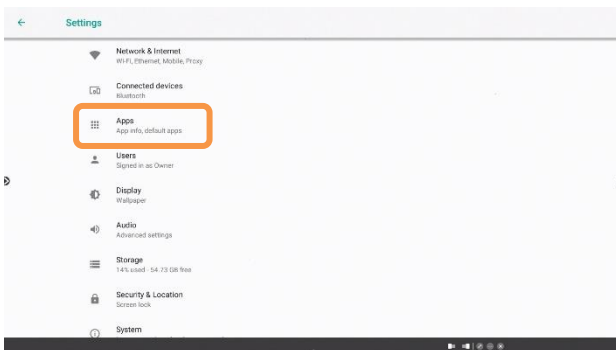 Settings
Network & Internet
Wi-Fi, Ethernet, Mobile, Proxy
Connected devices
Bluetooth
Apps
App info, default apps
Users
Signed in as Owner
Display
Wallpaper
Audio
Advanced settings
Storage
14% used - 54.73 GB free
Security & Location
Screen lock
System